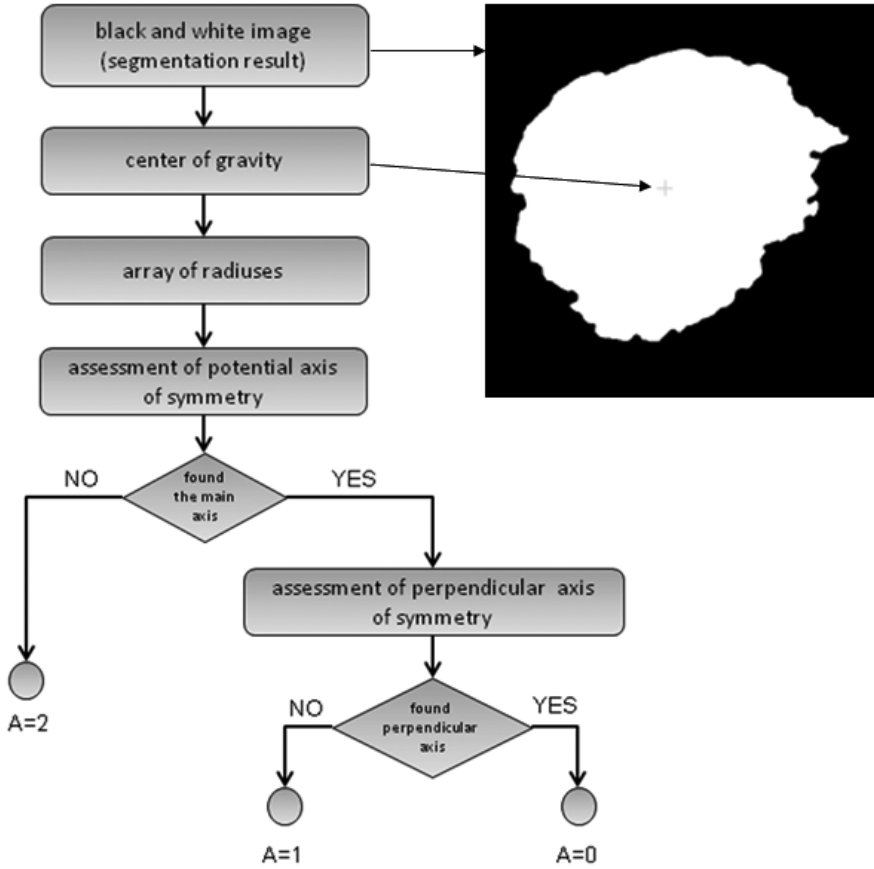 black and white image
(segmentation result)
center of gravity
array of radiuses
assessment of potential axis
of symmetry
NO
found
the main
axis
YES
assessment of perpendicular axis
of symmetry
A=2
NO
found
perpendicular
axis
YES
A=1
A=0